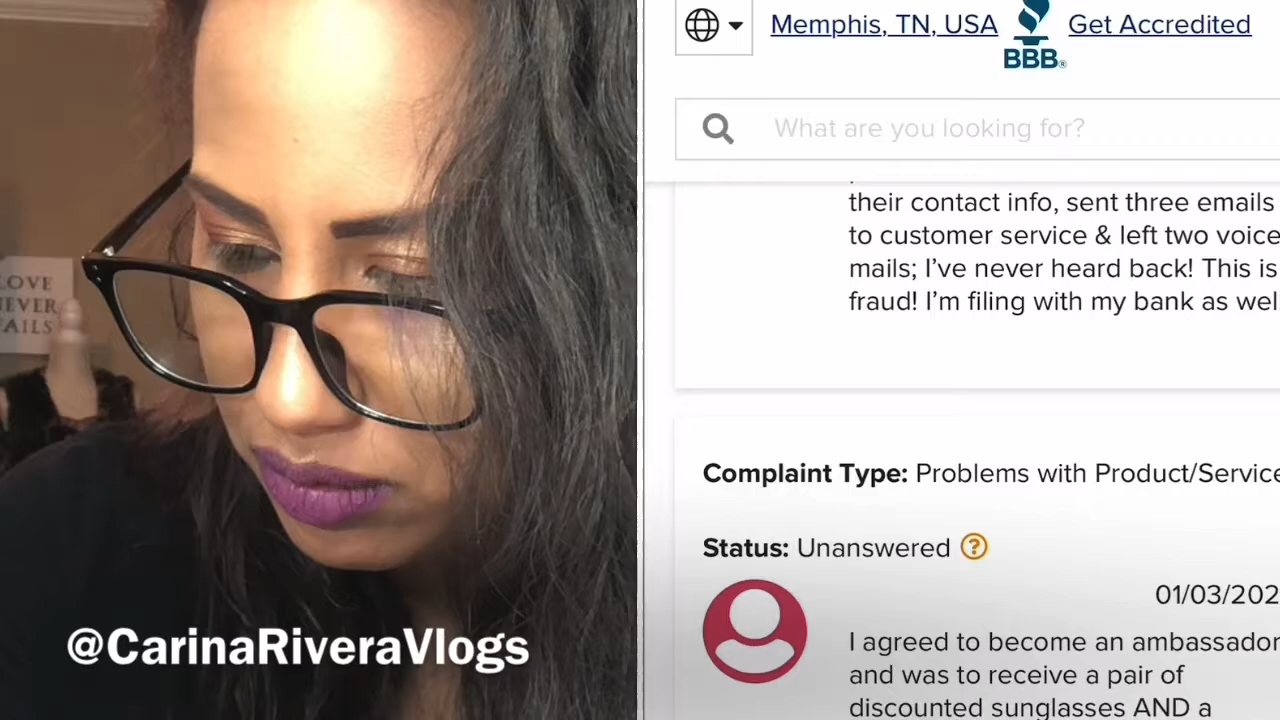 LOVE
NEVER
FAILS
@CarinaRiveraVlogs
Memphis, TN, USA
BBB®
Get Accredited
What are you looking for?
their contact info, sent three emails
to customer service & left two voice
mails; I've never heard back! This is
fraud! I'm filing with my bank as wel
Complaint Type: Problems with Product/Service
Status: Unanswered ?
01/03/202
I agreed to become an ambassador
and was to receive a pair of
discounted sunglasses AND a